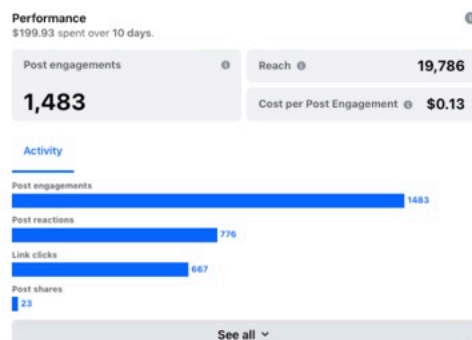 Performance
$199.93 spent over 10 days.
Post engagements
1,483
Reach 19,786
Cost per Post Engagement $0.13
Activity
Post engagements
1483
Post reactions
776
Link clicks
667
Post shares
23
See all